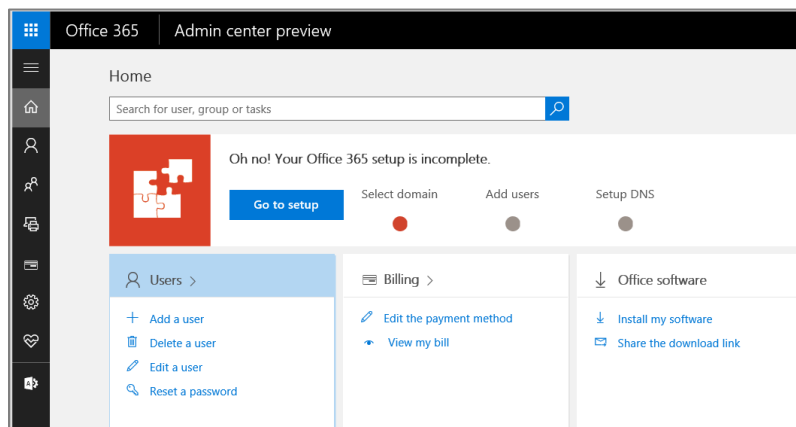 Office 365 Admin center preview
Home
Search for user, group or tasks
Oh no! Your Office 365 setup is incomplete.
Go to setup
Select domain Add users Setup DNS
Users >
Add a user
Delete a user
Edit a user
Reset a password
Billing >
Edit the payment method
View my bill
Office software
Install my software
Share the download link